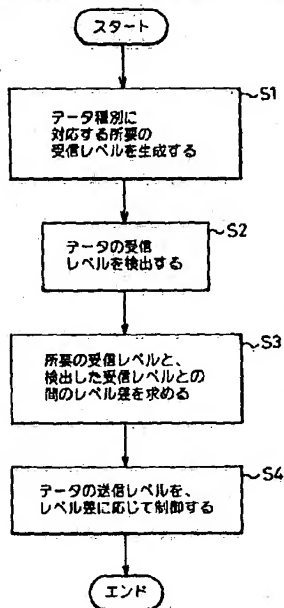 スタート
S1
データ種別に
対応する所要の
受信レベルを生成する
S2
データの受信
レベルを検出する
S3
所要の受信レベルと、
検出した受信レベルとの
間のレベル差を求める
S4
データの送信レベルを、
レベル差に応じて制御する
エンド